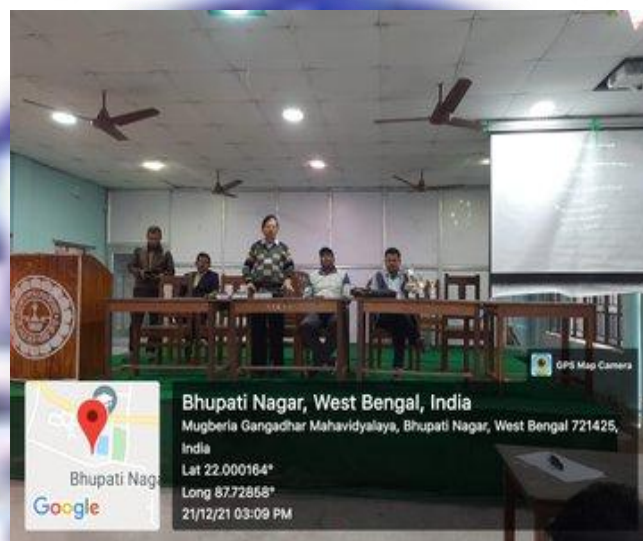 GPS Map Camera
Bhupati Nagar, West Bengal, India
Mugberia Gangadhar Mahavidyalaya, Bhupati Nagar, West Bengal 721425,
India
Lat 22.000164°
Long 87.72858°
21/12/21 03:09 PM
Bhupati Naga
Google